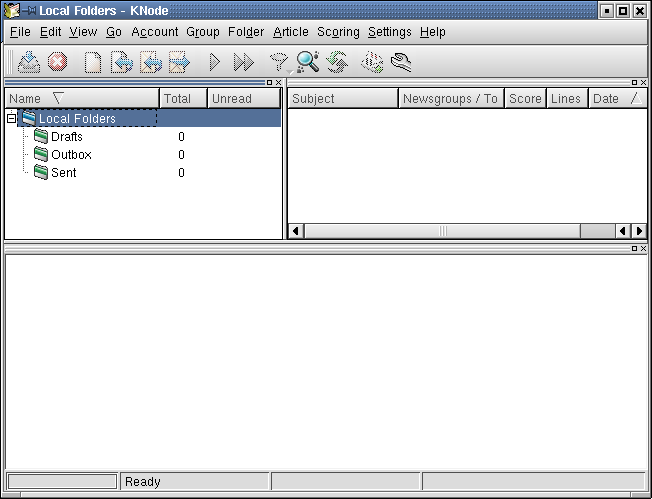 Local Folders - KNode
File Edit View Go Account Group Folder Article Scoring Settings Help
Name Total Unread
Subject Newsgroups / To Score Lines Date
Local Folders
Drafts 0
Outbox 0
Sent 0
Ready